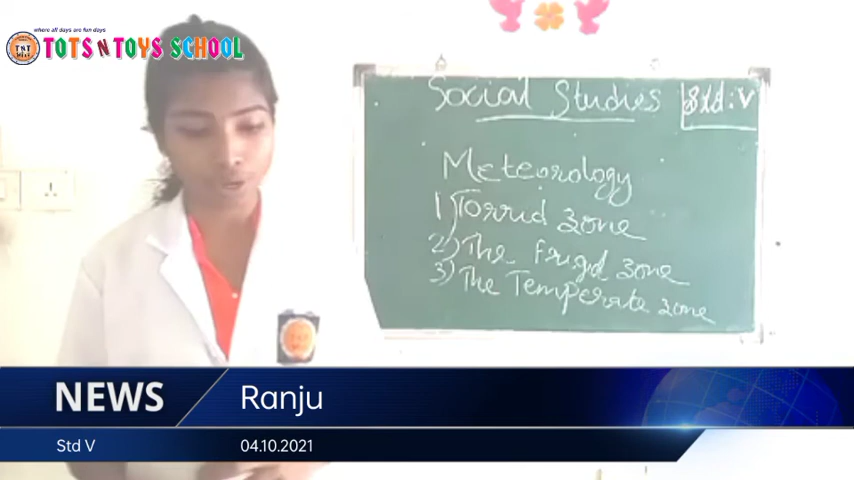 where all days are fun days
TOTS N TOYS SCHOOL
TNT
Social Studies
Std: V
Meteorology
1) Torrid zone
2) The Frigid zone
3) The Temperate zone
NEWS
Ranju
Std V
04.10.2021